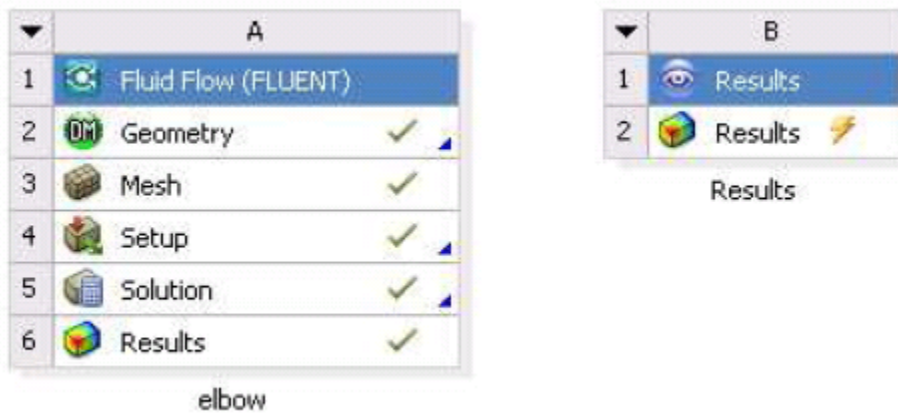 A
1 Fluid Flow (FLUENT)
2 DM Geometry
3 Mesh
4 Setup
5 Solution
6 Results
elbow
B
1 Results
2 Results
Results